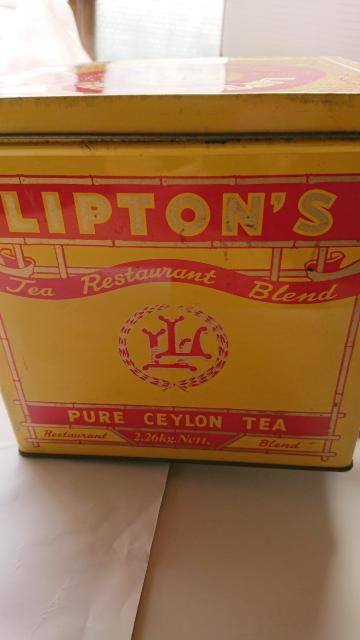 LIPTON'S
Tea Restaurant Blend
PURE CEYLON TEA
Restaurant 2.26kg.Nett. Blend